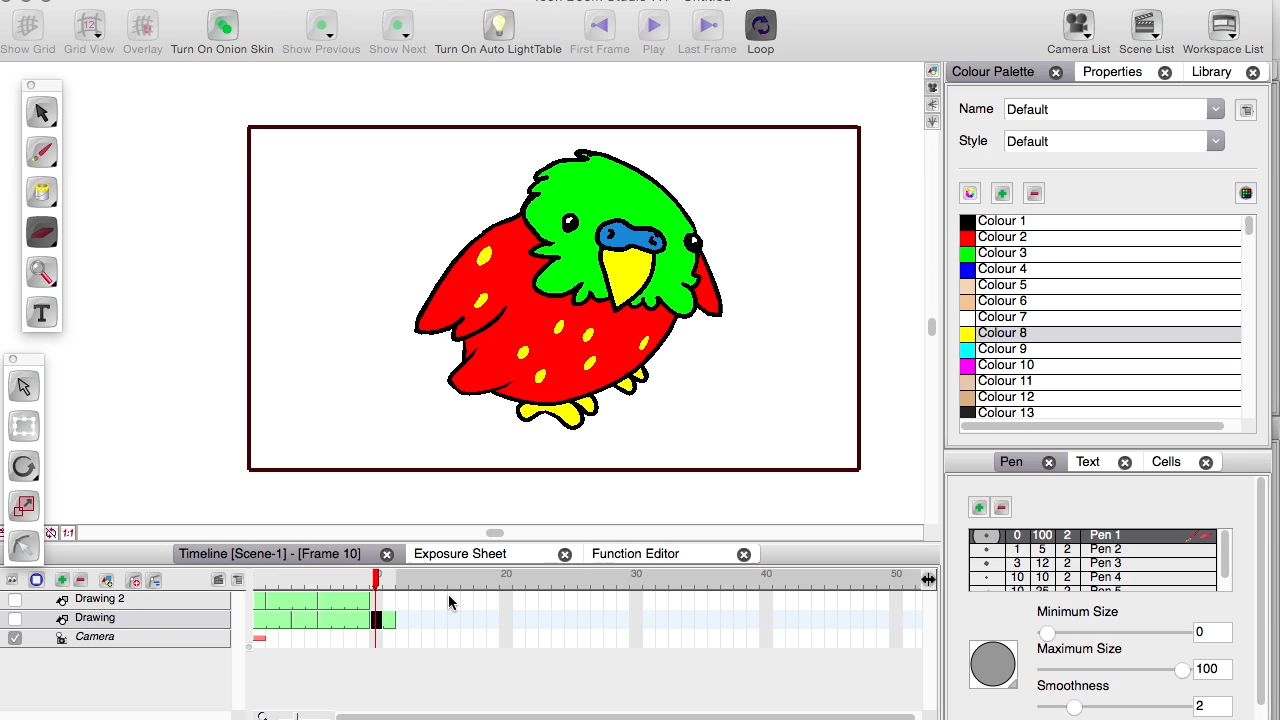 Show Grid Grid View Overlay Turn On Onion Skin Show Previous Show Next Turn On Auto LightTable First Frame Play Last Frame Loop Camera List Scene List Workspace List
12
Colour Palette Properties Library
Name Default
Style Default
Colour 1
Colour 2
Colour 3
Colour 4
Colour 5
Colour 6
Colour 7
Colour 8
Colour 9
Colour 10
Colour 11
Colour 12
Colour 13
T
Pen Text Cells
0 100 2 Pen 1
1 5 2 Pen 2
3 12 2 Pen 3
10 10 2 Pen 4
1:1
Timeline [Scene-1] - [Frame 10] Exposure Sheet Function Editor
20 30 40 50
Drawing 2
Drawing
Camera
Minimum Size
0
Maximum Size
100
Smoothness
2